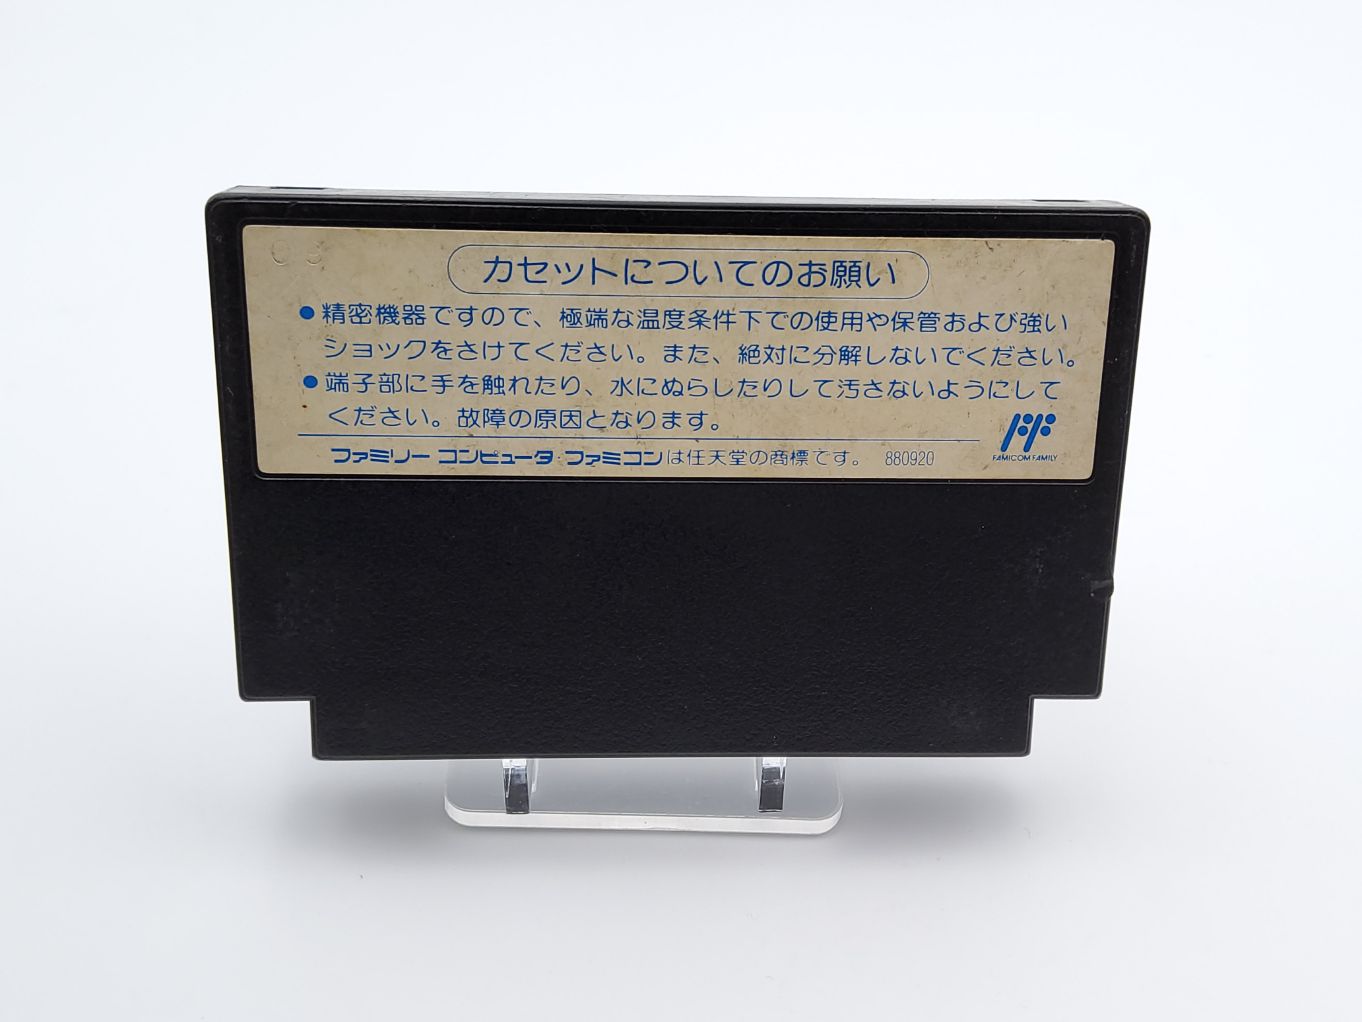 カセットについてのお願い
●精密機器ですので、極端な温度条件下での使用や保管および強い
ショックをさけてください。また、絶対に分解しないでください。
●端子部に手を触れたり、水にぬらしたりして汚さないようにして
ください。故障の原因となります。
FAMICOM FAMILY
ファミリー コンピュータ・ファミコンは任天堂の商標です。 880920